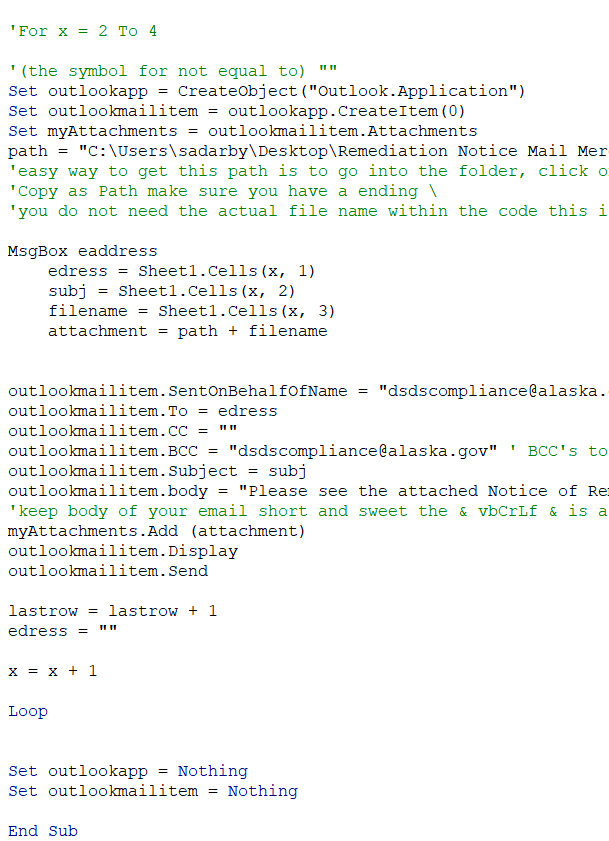 'For x = 2 To 4
'(the symbol for not equal to) ""
Set outlookapp = CreateObject("Outlook.Application")
Set outlookmailitem = outlookapp.CreateItem(0)
Set myAttachments = outlookmailitem.Attachments
path = "C:\Users\sadarby\Desktop\Remediation Notice Mail Mer
'easy way to get this path is to go into the folder, click o
'Copy as Path make sure you have a ending \
'you do not need the actual file name within the code this i
MsgBox eaddress
    edress = Sheet1.Cells(x, 1)
    subj = Sheet1.Cells(x, 2)
    filename = Sheet1.Cells(x, 3)
    attachment = path + filename
outlookmailitem.SentOnBehalfOfName = "dsdscompliance@alaska.
outlookmailitem.To = edress
outlookmailitem.CC = ""
outlookmailitem.BCC = "dsdscompliance@alaska.gov" ' BCC's to
outlookmailitem.Subject = subj
outlookmailitem.body = "Please see the attached Notice of Re
'keep body of your email short and sweet the & vbCrLf & is a
myAttachments.Add (attachment)
outlookmailitem.Display
outlookmailitem.Send
lastrow = lastrow + 1
edress = ""
x = x + 1
Loop
Set outlookapp = Nothing
Set outlookmailitem = Nothing
End Sub